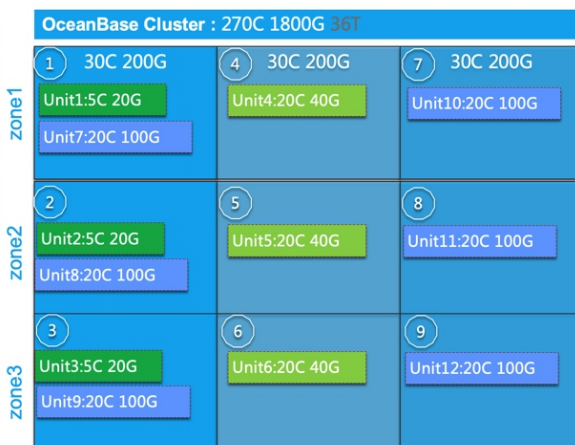 OceanBase Cluster : 270C 1800G 36T
zone1
1 30C 200G
Unit1:5C 20G
Unit7:20C 100G
4 30C 200G
Unit4:20C 40G
7 30C 200G
Unit10:20C 100G
zone2
2
Unit2:5C 20G
Unit8:20C 100G
5
Unit5:20C 40G
8
Unit11:20C 100G
zone3
3
Unit3:5C 20G
Unit9:20C 100G
6
Unit6:20C 40G
9
Unit12:20C 100G